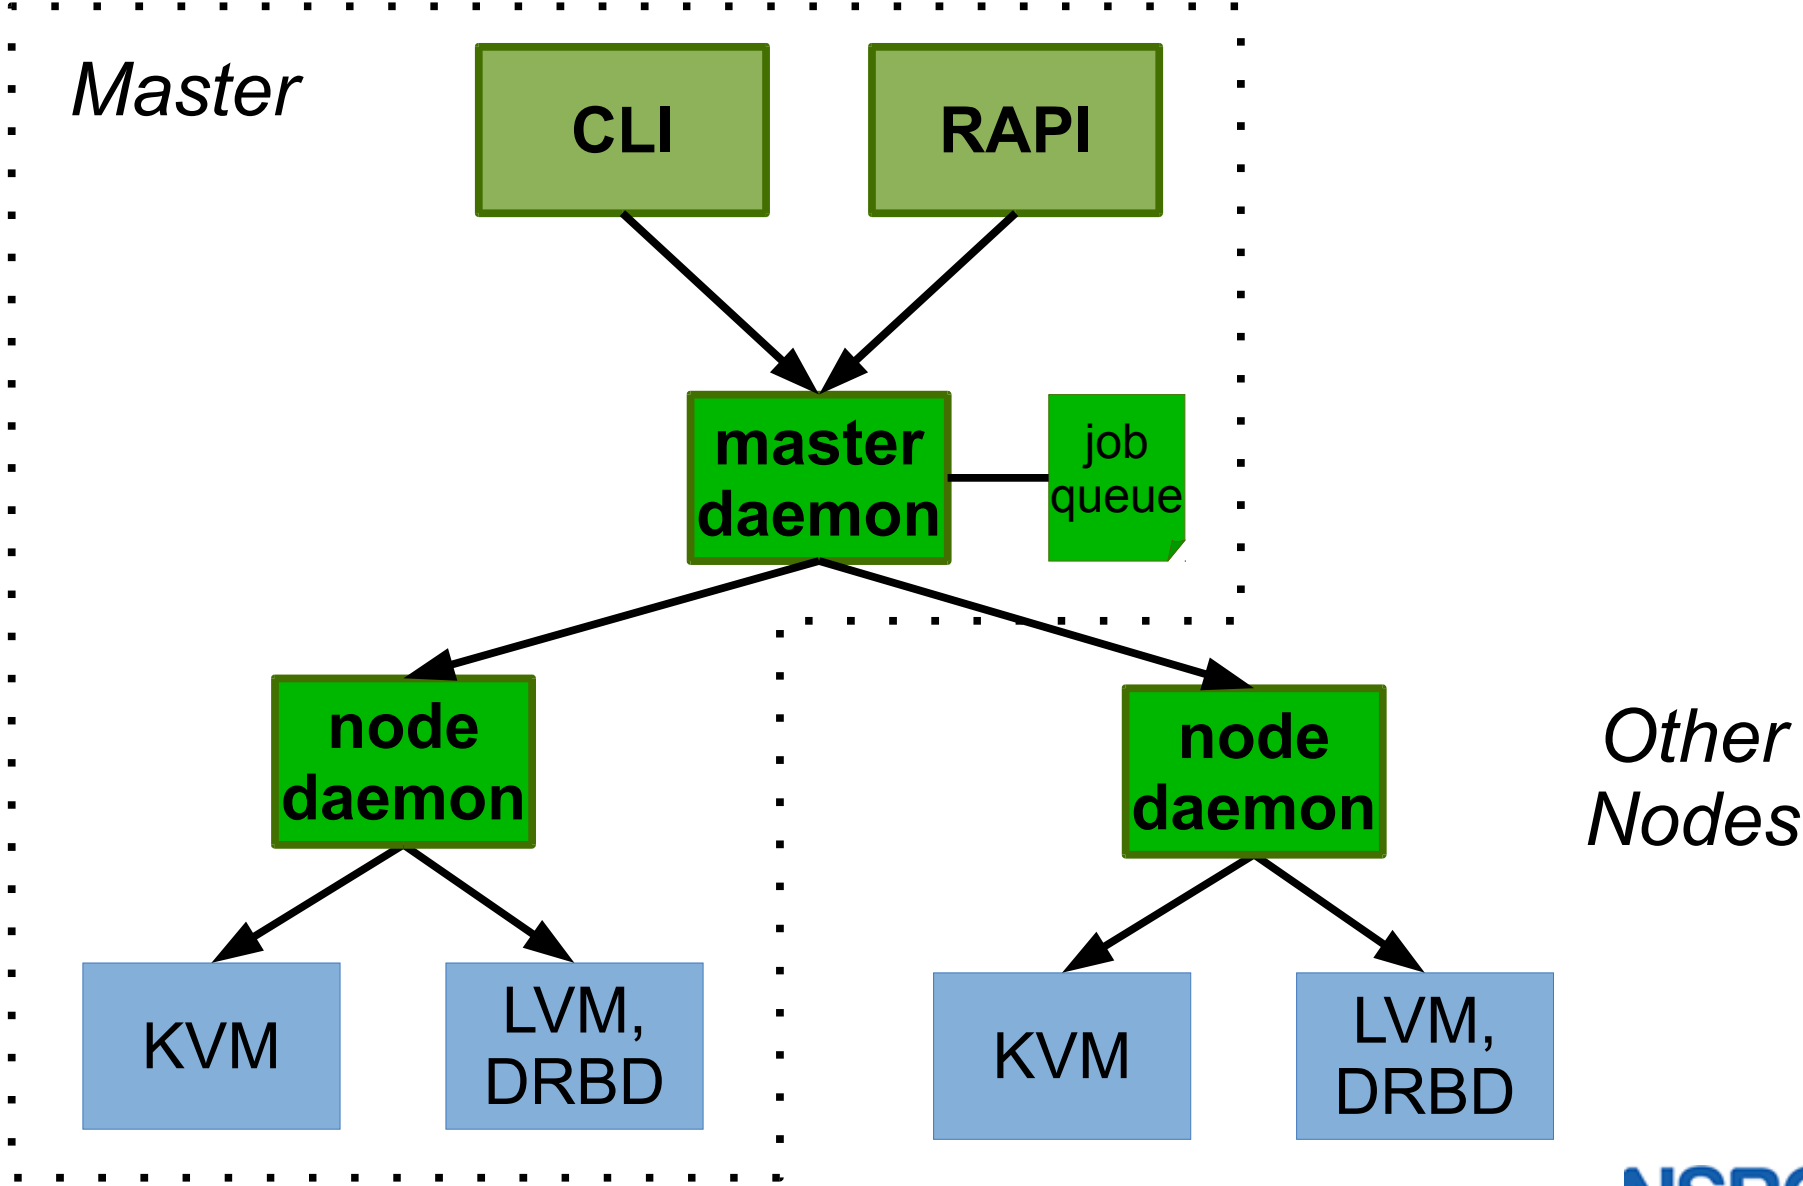 Master
CLI
RAPI
master
daemon
job
queue
node
daemon
node
daemon
Other
Nodes
KVM
LVM,
DRBD
KVM
LVM,
DRBD